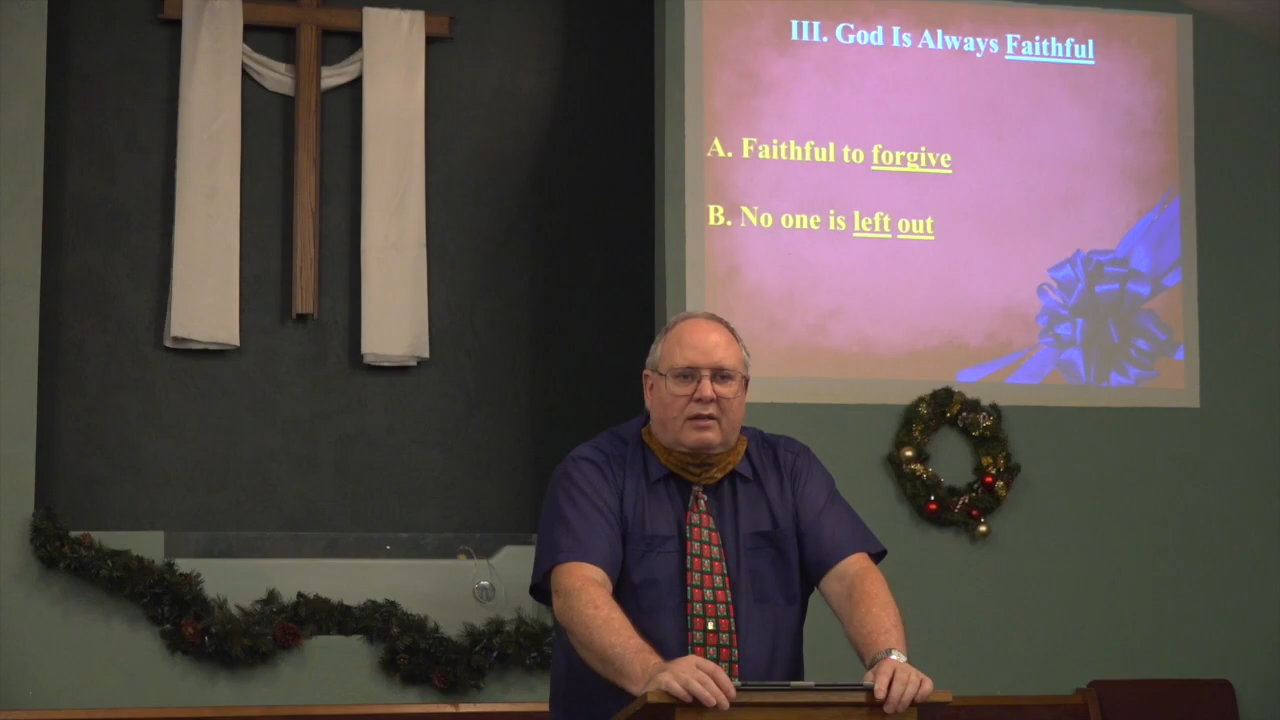 III. God Is Always Faithful
A. Faithful to forgive
B. No one is left out